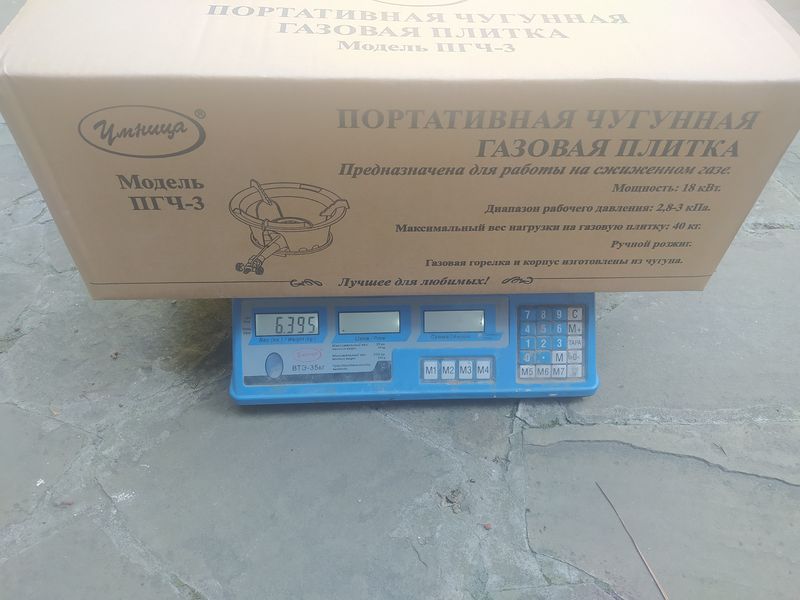 ПОРТАТИВНАЯ ЧУГУННАЯ
ГАЗОВАЯ ПЛИТКА
Модель ПГЧ-3
Умница®
Модель
ПГЧ-3
ПОРТАТИВНАЯ ЧУГУННАЯ
ГАЗОВАЯ ПЛИТКА
Предназначена для работы на сжиженном газе.
Мощность: 18 кВт.
Диапазон рабочего давления: 2,8-3 кПа.
Максимальный вес нагрузки на газовую плитку: 40 кг.
Ручной розжиг.
Газовая горелка и корпус изготовлены из чугуна.
Лучшее для любимых!
6.395
ВТЭ-35кг
7 8 9 C
4 5 6 M+
1 2 3 ТАРА
0 . M
M1 M2 M3 M4
M5 M6 M7